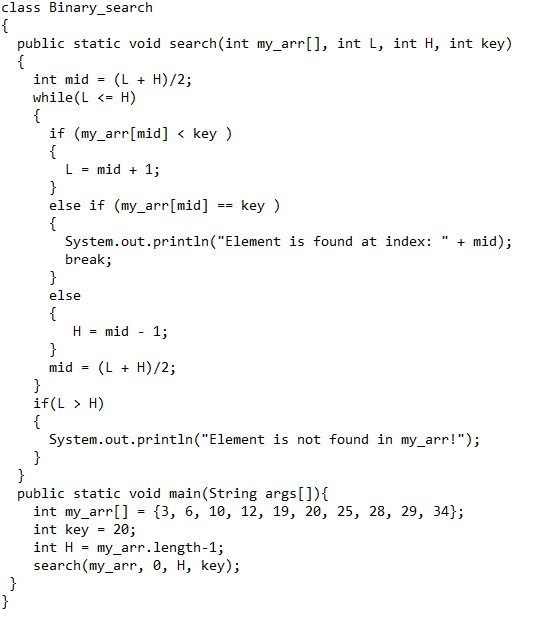 class Binary_search
{
  public static void search(int my_arr[], int L, int H, int key)
  {
    int mid = (L + H)/2;
    while(L <= H)
    {
      if (my_arr[mid] < key )
      {
        L = mid + 1;
      }
      else if (my_arr[mid] == key )
      {
        System.out.println("Element is found at index: " + mid);
        break;
      }
      else
      {
         H = mid - 1;
      }
      mid = (L + H)/2;
    }
    if(L > H)
    {
      System.out.println("Element is not found in my_arr!");
    }
  }
  public static void main(String args[]){
    int my_arr[] = {3, 6, 10, 12, 19, 20, 25, 28, 29, 34};
    int key = 20;
    int H = my_arr.length-1;
    search(my_arr, 0, H, key);
 }
}